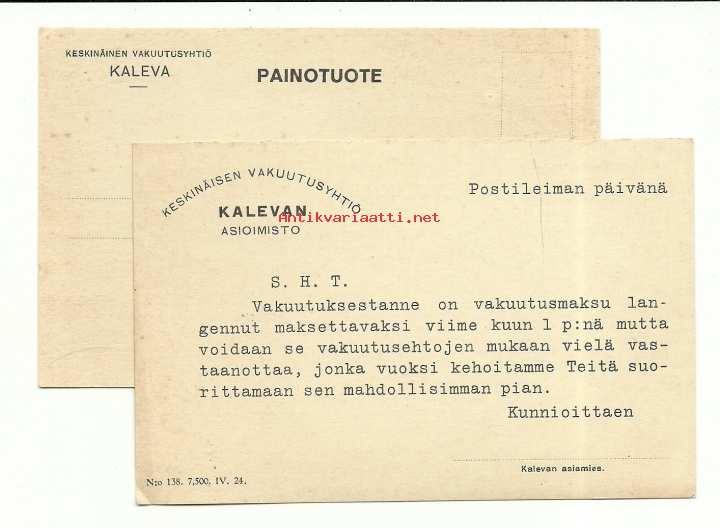 KESKINÄINEN VAKUUTUSYHTIÖ
KALEVA
PAINOTUOTE
KESKINÄISEN VAKUUTUSYHTIÖ
KALEVAN
ASIOIMISTO
Antikvariaatti.net
Postileiman päivänä
S. H. T.
Vakuutuksestanne on vakuutusmaksu lan-
gennut maksettavaksi viime kuun 1 p:nä mutta
voidaan se vakuutusehtojen mukaan vielä vas-
taanottaa, jonka vuoksi kehoitamme Teitä suo-
rittamaan sen mahdollisimman pian.
Kunnioittaen
Kalevan asiamies.
N:o 138. 7,500. IV. 24.